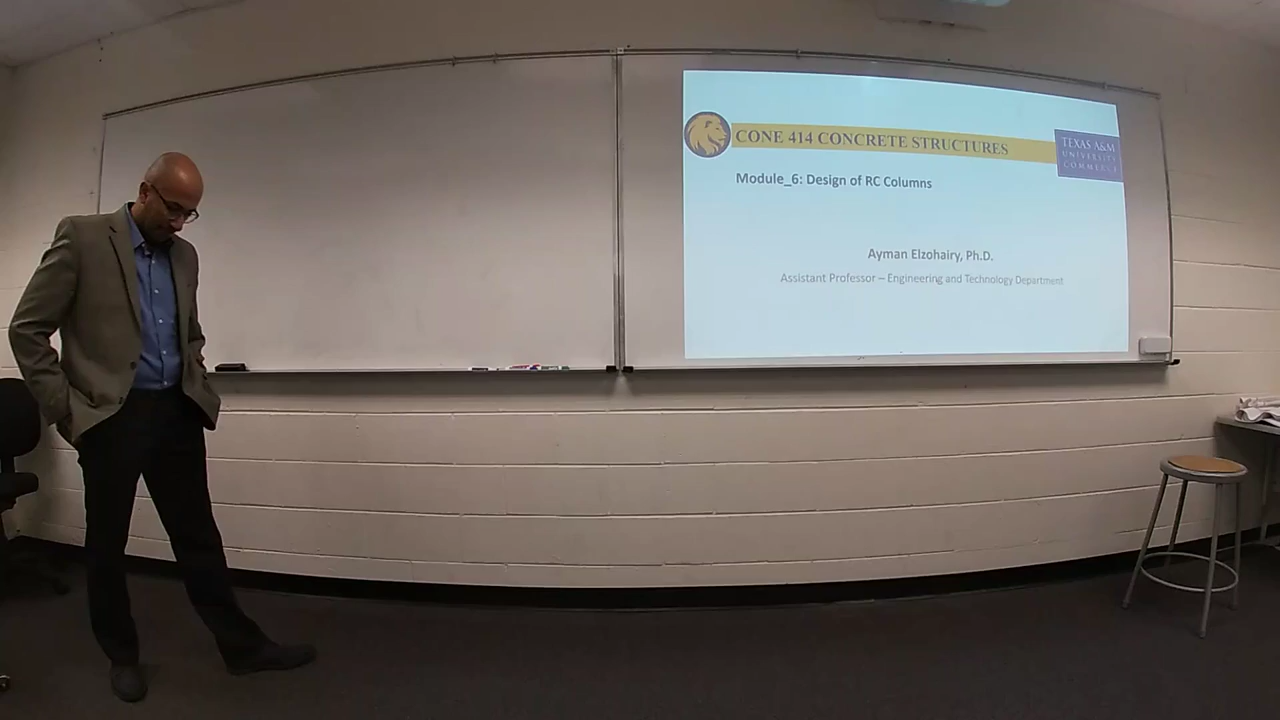 CONE 414 CONCRETE STRUCTURES
TEXAS A&M
UNIVERSITY
COMMERCE
Module_6: Design of RC Columns
Ayman Elzohairy, Ph.D.
Assistant Professor – Engineering and Technology Department